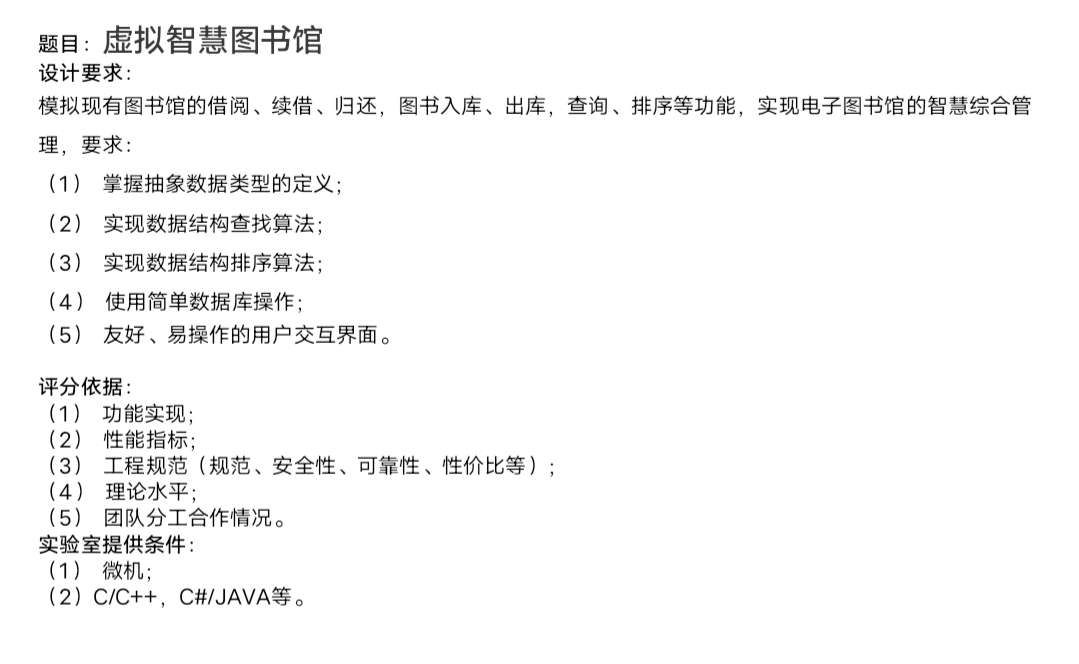 题目：虚拟智慧图书馆
设计要求：
模拟现有图书馆的借阅、续借、归还，图书入库、出库，查询、排序等功能，实现电子图书馆的智慧综合管
理，要求：
（1） 掌握抽象数据类型的定义；
（2） 实现数据结构查找算法；
（3） 实现数据结构排序算法；
（4） 使用简单数据库操作；
（5） 友好、易操作的用户交互界面。
评分依据：
（1） 功能实现；
（2） 性能指标；
（3） 工程规范（规范、安全性、可靠性、性价比等）；
（4） 理论水平；
（5） 团队分工合作情况。
实验室提供条件：
（1） 微机；
（2）C/C++，C#/JAVA等。